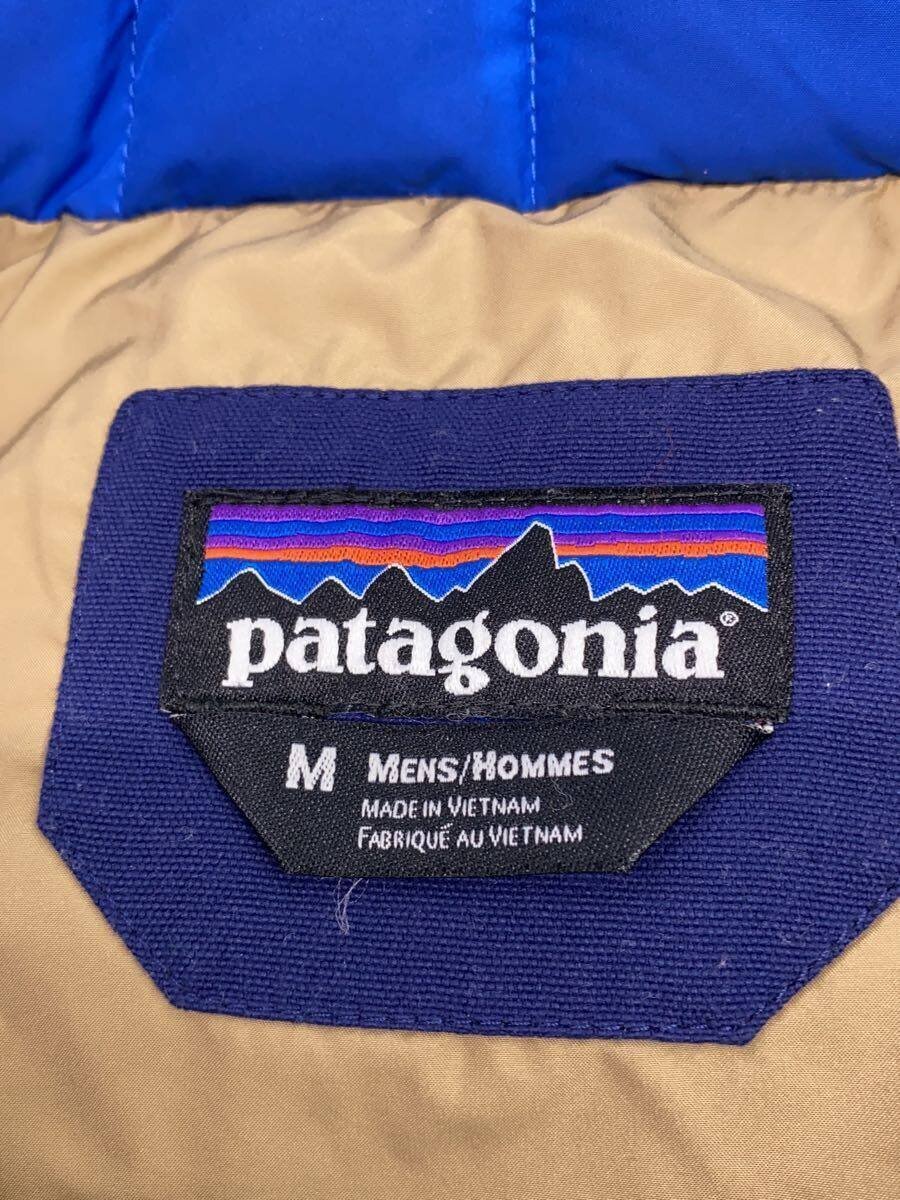 patagonia®
M MENS/HOMMES
MADE IN VIETNAM
FABRIQUÉ AU VIETNAM